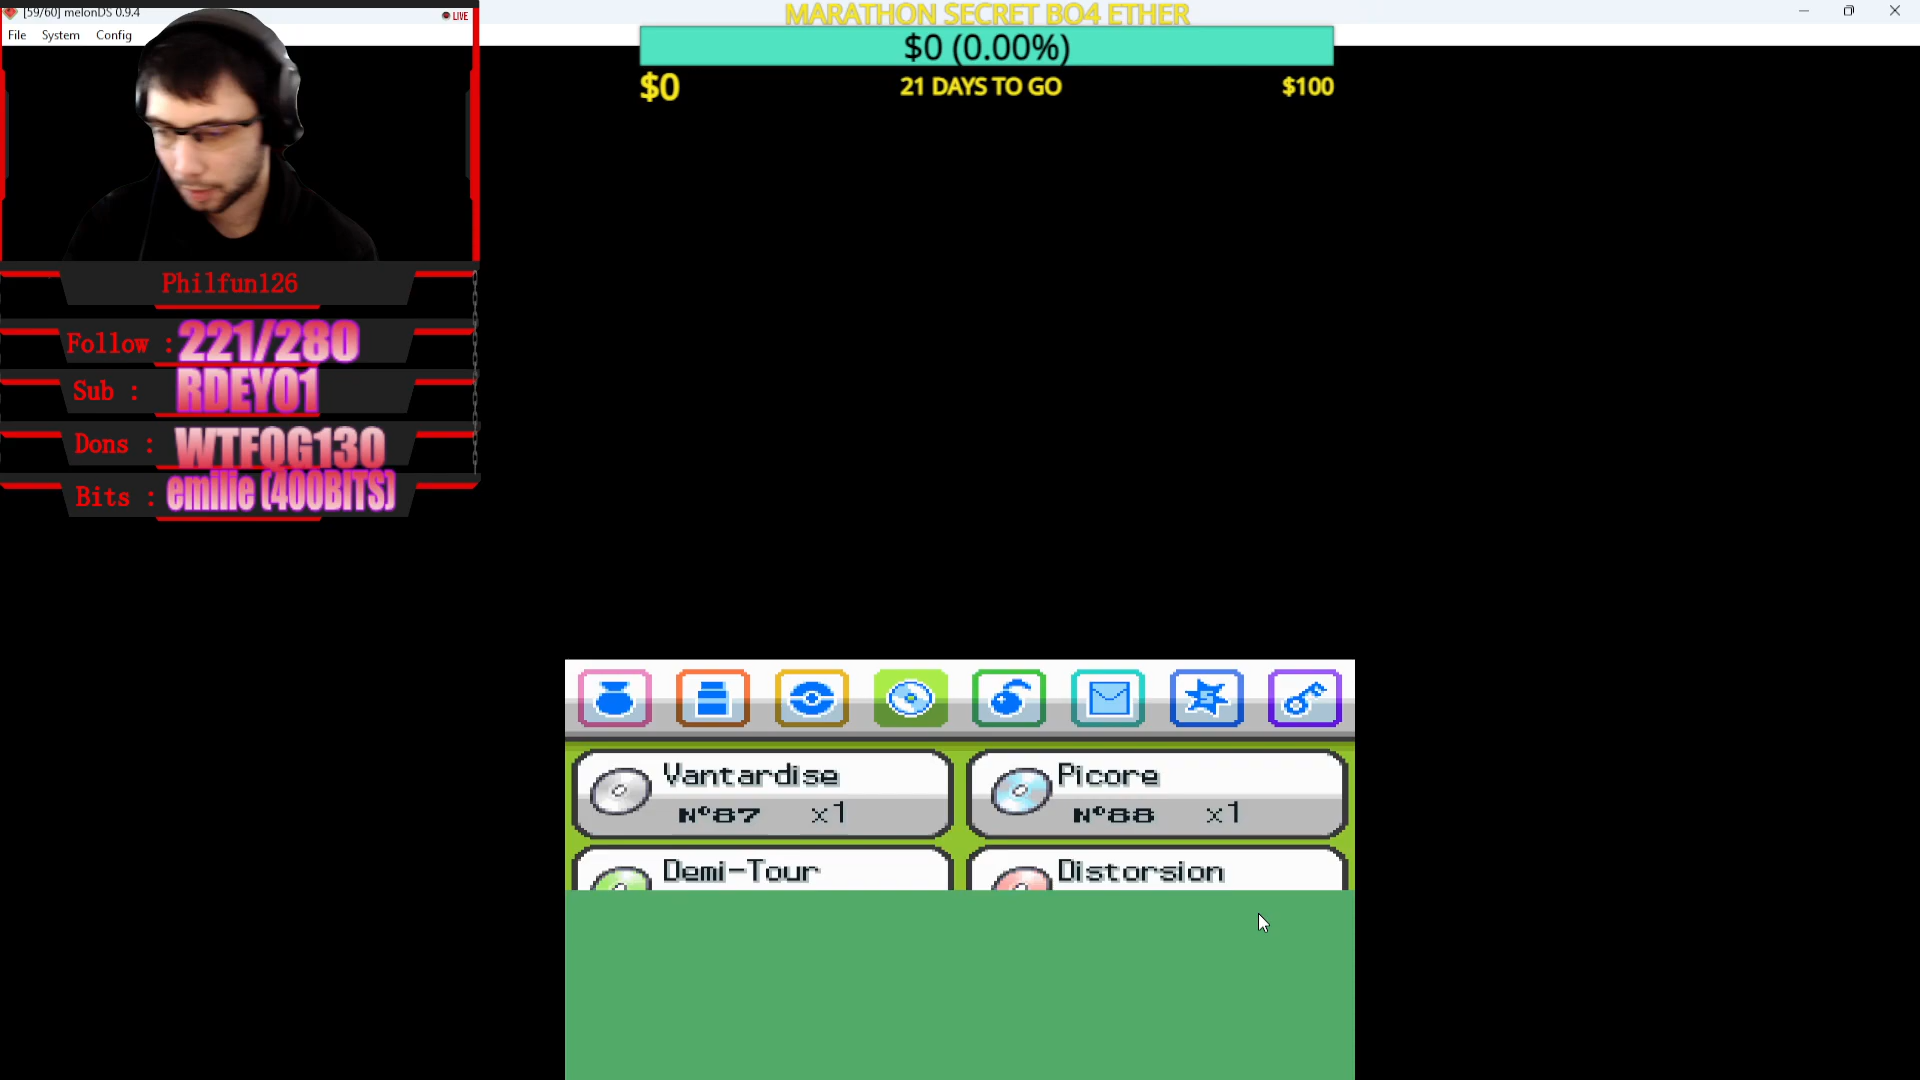 [59/60] melonDS 0.9.4
LIVE
File System Config
MARATHON SECRET BO4 ETHER
$0 (0.00%)
$0 21 DAYS TO GO $100
Philfun126
Follow : 221/280
Sub : RDEYO1
Dons : WTFQG130
Bits : emilie (400BITS)
Vantardise
N°87 x1
Picore
N°88 x1
Demi-Tour
Distorsion